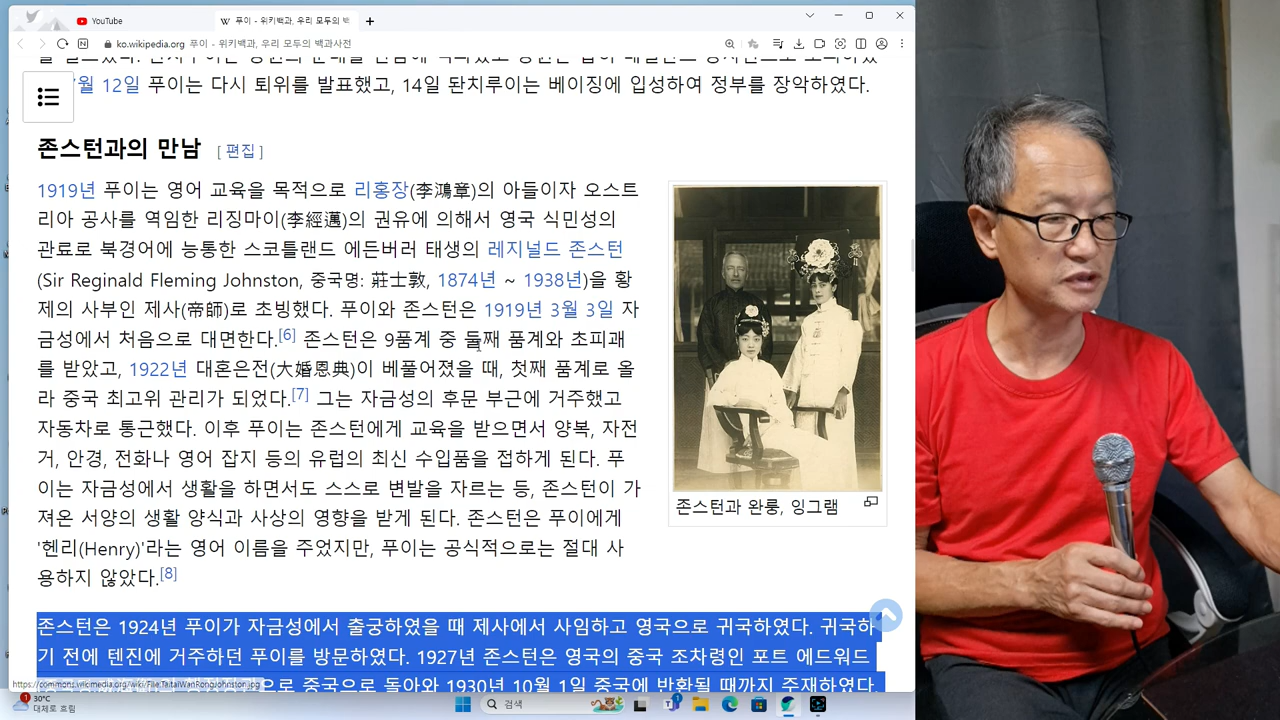 YouTube
푸이 - 위키백과, 우리 모두의 백
ko.wikipedia.org 푸이 - 위키백과, 우리 모두의 백과사전
월 12일 푸이는 다시 퇴위를 발표했고, 14일 돤치루이는 베이징에 입성하여 정부를 장악하였다.
존스턴과의 만남 [ 편집 ]
1919년 푸이는 영어 교육을 목적으로 리홍장(李鴻章)의 아들이자 오스트
리아 공사를 역임한 리징마이(李經邁)의 권유에 의해서 영국 식민성의
관료로 북경어에 능통한 스코틀랜드 에든버러 태생의 레지널드 존스턴
(Sir Reginald Fleming Johnston, 중국명: 莊士敦, 1874년 ~ 1938년)을 황
제의 사부인 제사(帝師)로 초빙했다. 푸이와 존스턴은 1919년 3월 3일 자
금성에서 처음으로 대면한다.[6] 존스턴은 9품계 중 둘째 품계와 초피괘
를 받았고, 1922년 대혼은전(大婚恩典)이 베풀어졌을 때, 첫째 품계로 올
라 중국 최고위 관리가 되었다.[7] 그는 자금성의 후문 부근에 거주했고
자동차로 통근했다. 이후 푸이는 존스턴에게 교육을 받으면서 양복, 자전
거, 안경, 전화나 영어 잡지 등의 유럽의 최신 수입품을 접하게 된다. 푸
이는 자금성에서 생활을 하면서도 스스로 변발을 자르는 등, 존스턴이 가
져온 서양의 생활 양식과 사상의 영향을 받게 된다. 존스턴은 푸이에게
'헨리(Henry)'라는 영어 이름을 주었지만, 푸이는 공식적으로는 절대 사
용하지 않았다.[8]
존스턴과 완룽, 잉그램
존스턴은 1924년 푸이가 자금성에서 출궁하였을 때 제사에서 사임하고 영국으로 귀국하였다. 귀국하
기 전에 톈진에 거주하던 푸이를 방문하였다. 1927년 존스턴은 영국의 중국 조차령인 포트 에드워드
으로 중국으로 돌아와 1930년 10월 1일 중국에 반환될 때까지 주재하였다.
https://commons.wikimedia.org/wiki/File:TaitaiWanRongJohnston.jpg
1
30°C
대체로 흐림
검색
1